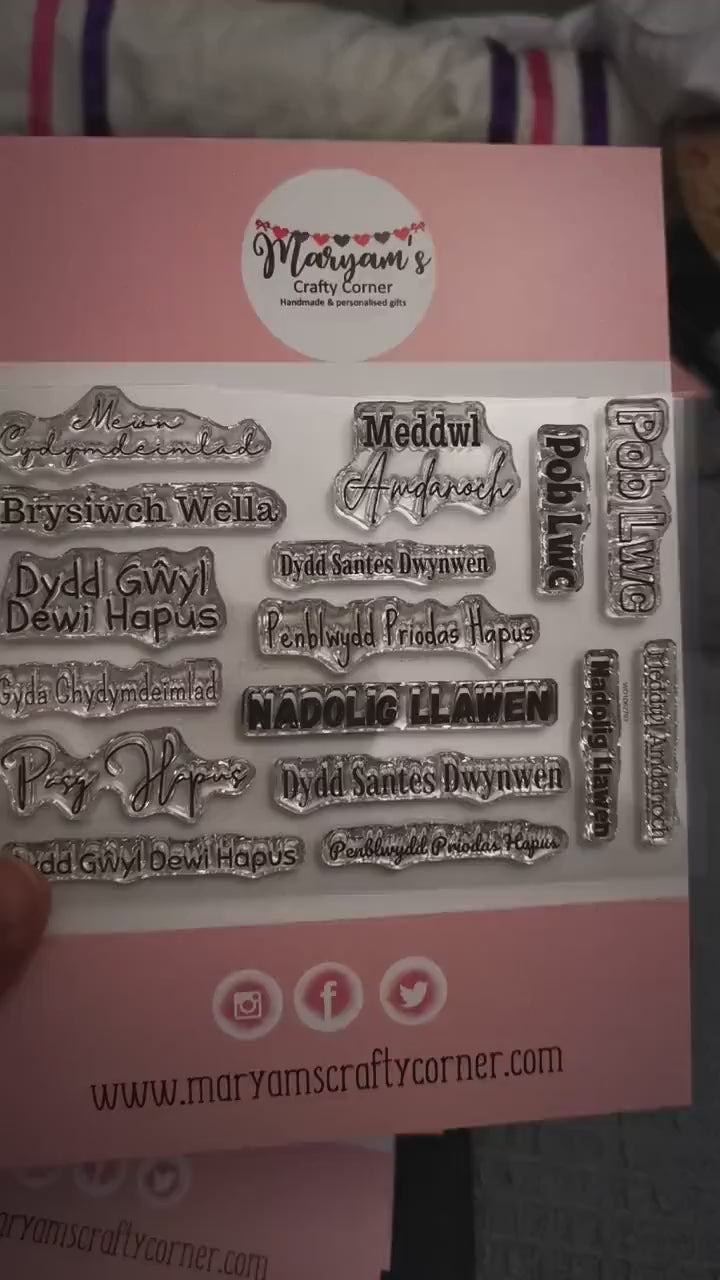 Maryam's
Crafty Corner
Handmade & personalised gifts
Mewn
Cydymdeimlad
Brysiwch Wella
Dydd Gŵyl
Dewi Hapus
Gyda Chydymdeimlad
Pasg Hapus
Dydd Gŵyl Dewi Hapus
Meddwl
Amdanoch
Dydd Santes Dwynwen
Penblwydd Priodas Hapus
NADOLIG LLAWEN
Dydd Santes Dwynwen
Penblwydd Priodas Hapus
Pob Lwc
Pob Lwc
Nadolig Llawen
Meddwl Amdanoch
www.maryamscraftycorner.com
aryamscraftycorner.com